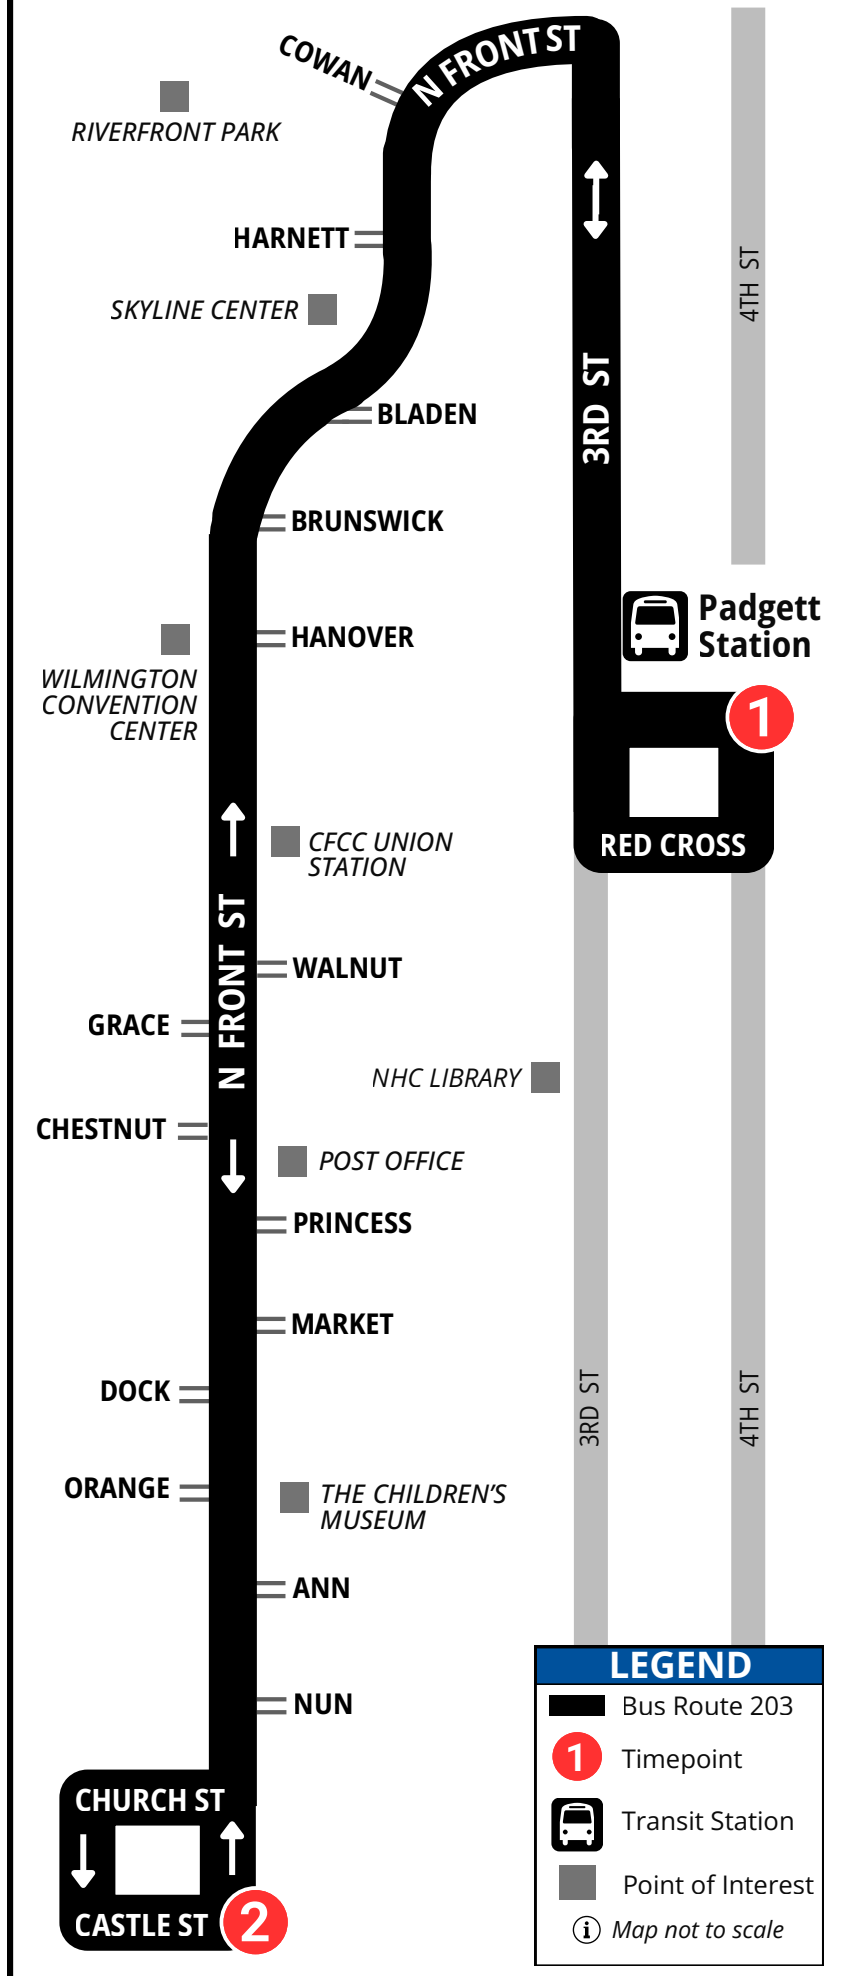 N FRONT ST
COWAN
RIVERFRONT PARK
HARNETT
4TH ST
SKYLINE CENTER
3RD ST
BLADEN
BRUNSWICK
Padgett
Station
HANOVER
WILMINGTON
CONVENTION
CENTER
1
CFCC UNION
STATION
RED CROSS
N FRONT ST
WALNUT
GRACE
NHC LIBRARY
CHESTNUT
POST OFFICE
PRINCESS
MARKET
DOCK
3RD ST
4TH ST
ORANGE
THE CHILDREN'S
MUSEUM
ANN
NUN
CHURCH ST
CASTLE ST
2
LEGEND
Bus Route 203
1 Timepoint
Transit Station
Point of Interest
i Map not to scale